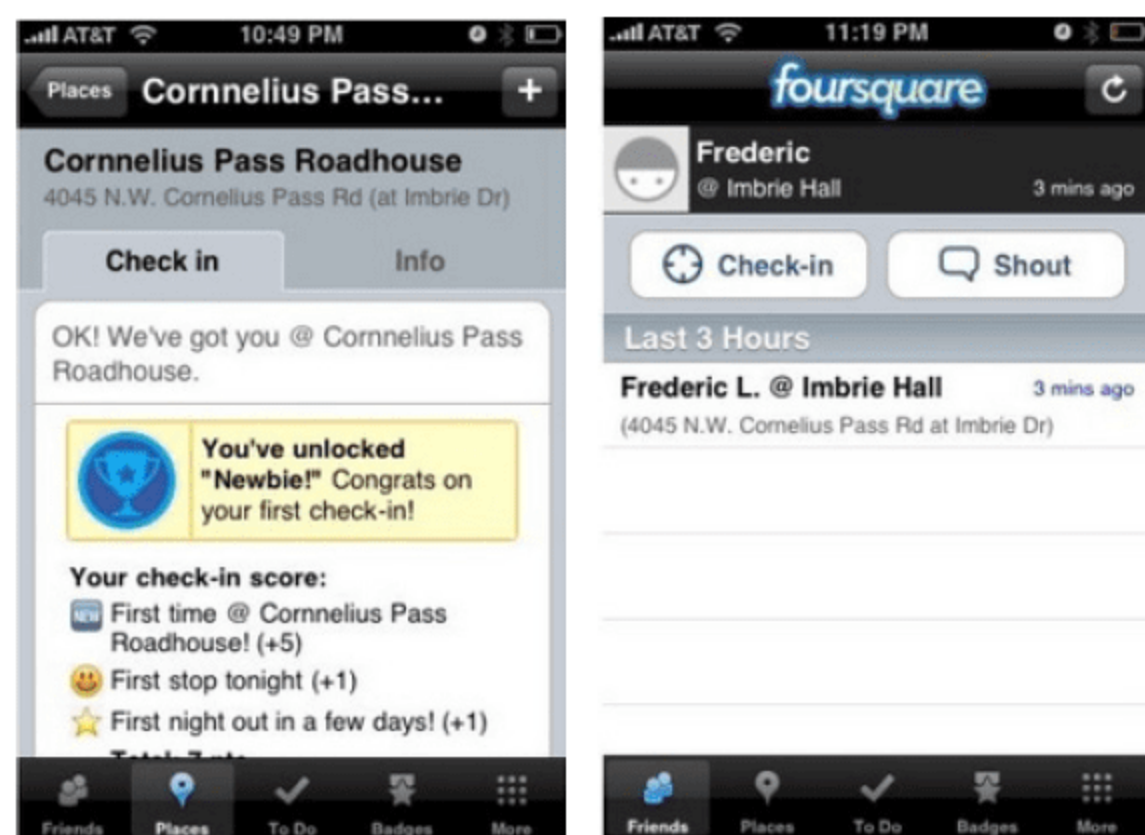 AT&T 10:49 PM
Places Cornnelius Pass... +
Cornnelius Pass Roadhouse
4045 N.W. Cornelius Pass Rd (at Imbrie Dr)
Check in Info
OK! We've got you @ Cornnelius Pass
Roadhouse.
You've unlocked
"Newbie!" Congrats on
your first check-in!
Your check-in score:
NEW First time @ Cornnelius Pass
Roadhouse! (+5)
First stop tonight (+1)
First night out in a few days! (+1)
Total: 7 pts
Friends Places To Do Badges More
AT&T 11:19 PM
foursquare
Frederic
@ Imbrie Hall 3 mins ago
Check-in Shout
Last 3 Hours
Frederic L. @ Imbrie Hall 3 mins ago
(4045 N.W. Cornelius Pass Rd at Imbrie Dr)
Friends Places To Do Badges More